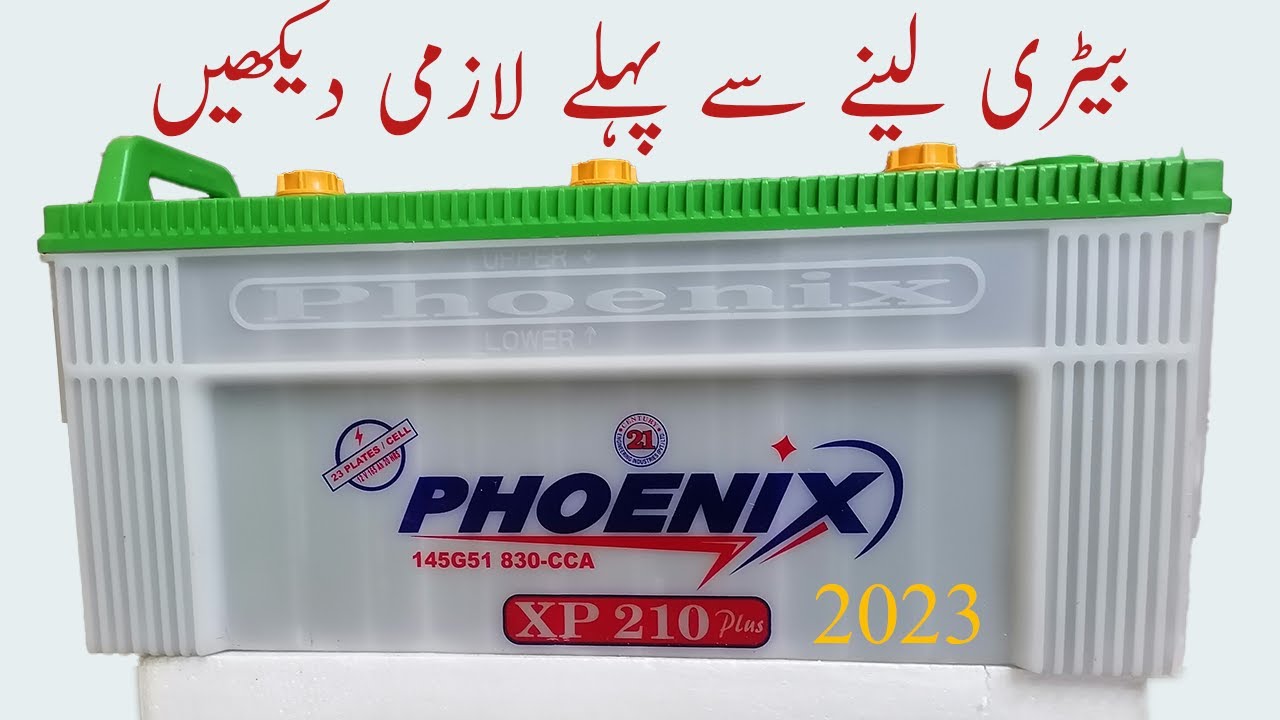 بیٹری لینے سے پہلے لازمی دیکھیں
UPPER ↓
Phoenix
LOWER ↑
CENTURY
21
23 PLATES / CELL
PHOENIX
145G51 830-CCA
XP 210 Plus
2023